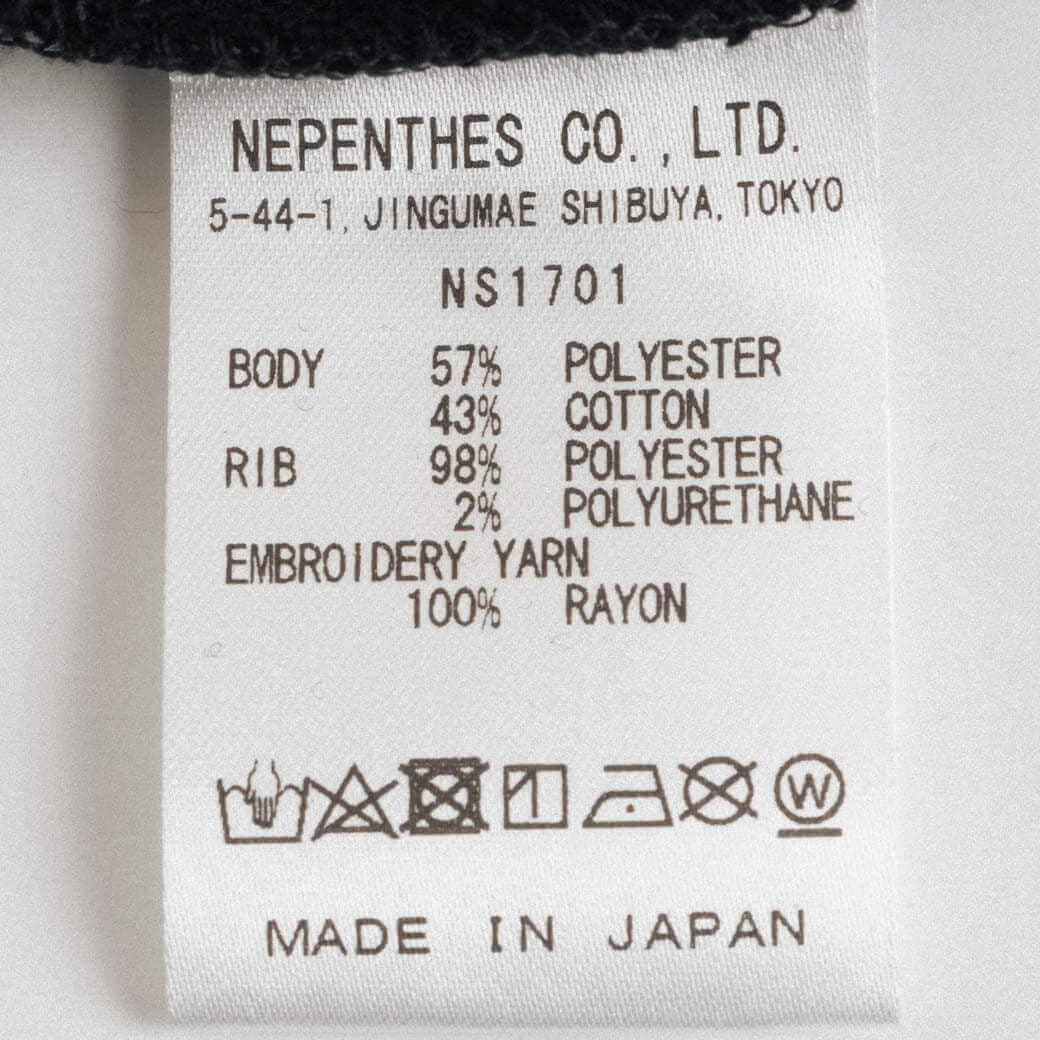 NEPENTHES CO.,LTD.
5-44-1, JINGUMAE SHIBUYA, TOKYO
NS1701
BODY 57% POLYESTER
43% COTTON
RIB 98% POLYESTER
2% POLYURETHANE
EMBROIDERY YARN
100% RAYON
W
MADE IN JAPAN